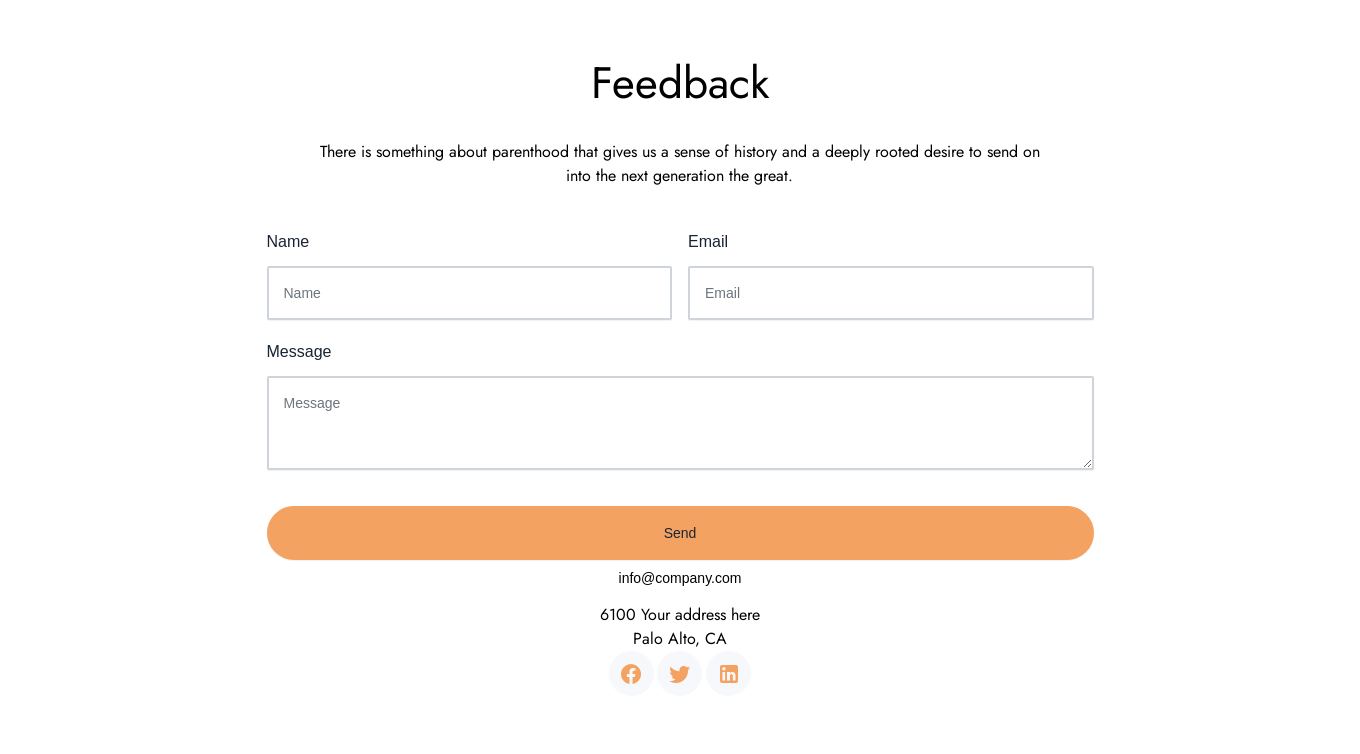 Feedback
There is something about parenthood that gives us a sense of history and a deeply rooted desire to send on
into the next generation the great.
Name
Email
Name
Email
Message
Message
Send
info@company.com
6100 Your address here
Palo Alto, CA